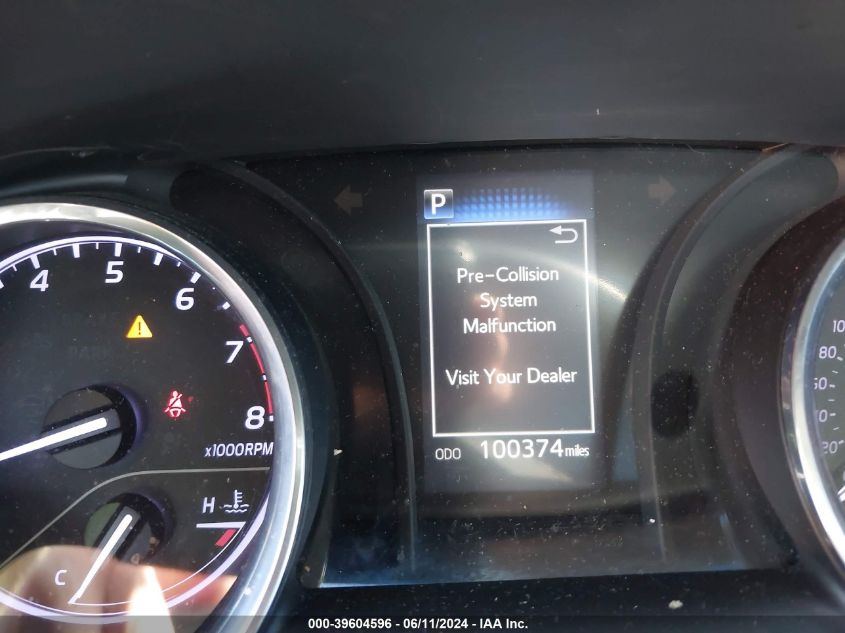 P
Pre-Collision
System
Malfunction
Visit Your Dealer
ODO 100374 miles
4
5
6
7
8
x1000RPM
H
C
80
000-39604596 - 06/11/2024 - IAA Inc.